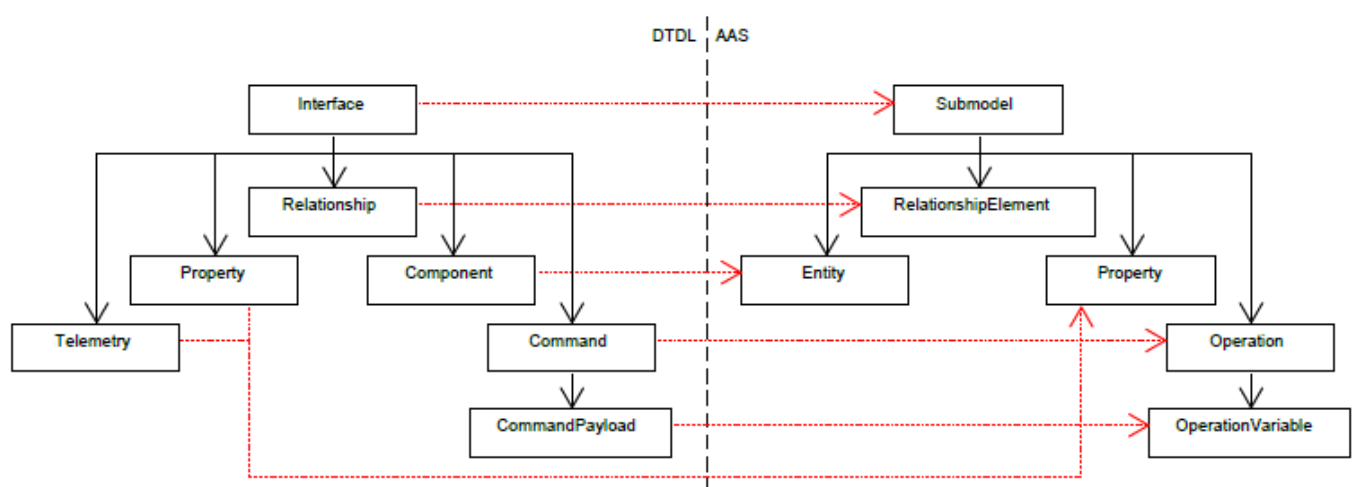 DTDL AAS
Interface Submodel
Relationship RelationshipElement
Property Component Entity Property
Telemetry Command Operation
CommandPayload OperationVariable